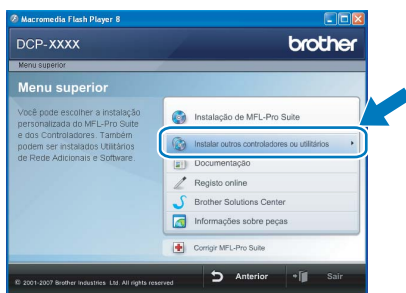 Macromedia Flash Player 8
DCP-XXXX
brother
Menu superior
Menu superior
Você pode escolher a instalação
personalizada do MFL-Pro Suite
e dos Controladores. Também
podem ser instalados Utilitários
de Rede Adicionais e Software.
Instalação de MFL-Pro Suite
Instalar outros controladores ou utilitários
Documentação
Registo online
Brother Solutions Center
Informações sobre peças
Corrigir MFL-Pro Suite
© 2001-2007 Brother Industries Ltd. All rights reserved
Anterior
Sair